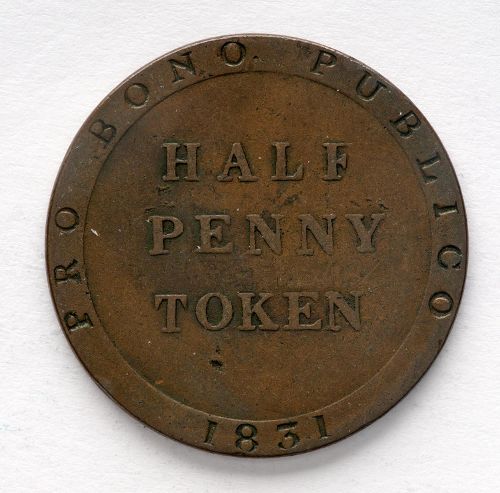 PRO BONO PUBLICO
HALF
PENNY
TOKEN
1831